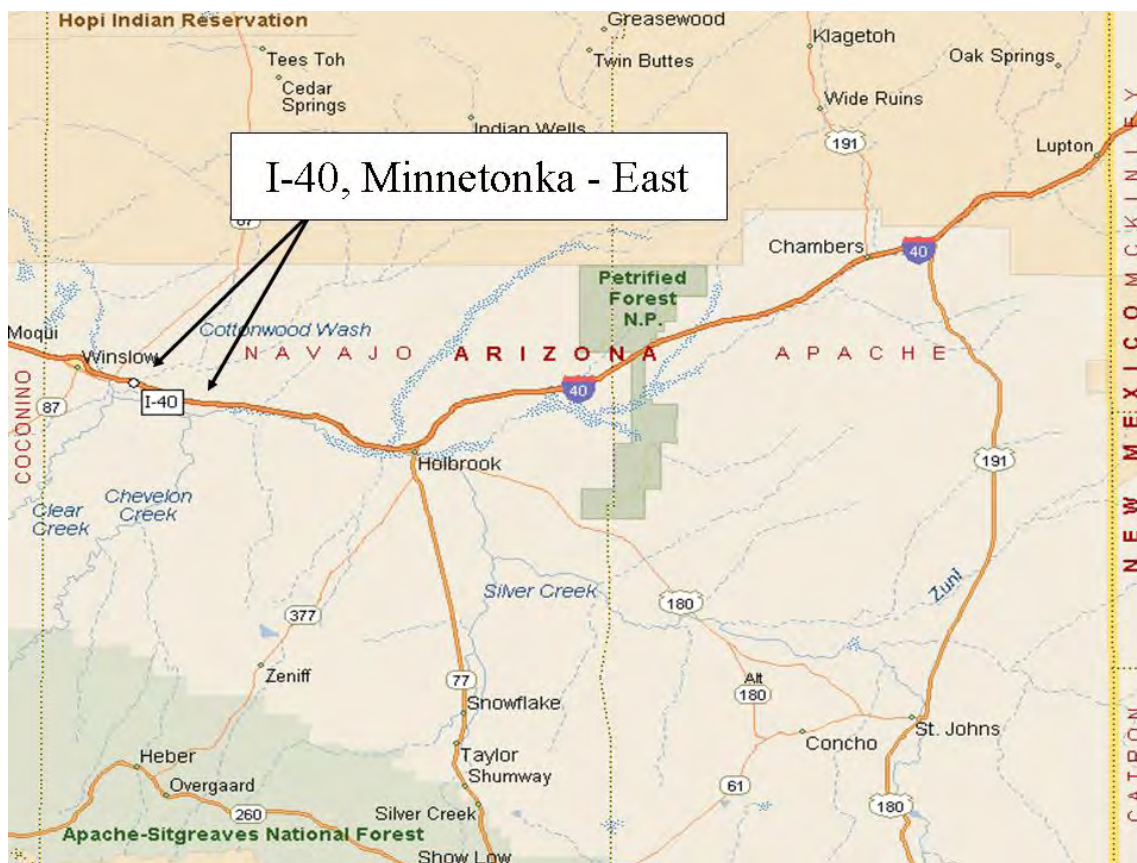 Hopi Indian Reservation
Greasewood
Klagetoh
Tees Toh
Twin Buttes
Oak Springs
Cedar
Springs
Wide Ruins
Indian Wells
191
Lupton
I-40, Minnetonka - East
87
MCKINLEY
Chambers
40
Petrified
Forest
N.P.
Moqui
Cottonwood Wash
Winslow
NAVAJO
ARIZONA
APACHE
40
I-40
87
COCONINO
Holbrook
191
NEW MEXICO
Chevelon
Creek
Clear
Creek
Silver Creek
Zuni
180
377
Zeniff
Alt
180
77
Snowflake
St. Johns
Concho
Taylor
Heber
Shumway
Overgaard
61
180
260
Silver Creek
CATRON
Apache-Sitgreaves National Forest
Show Low